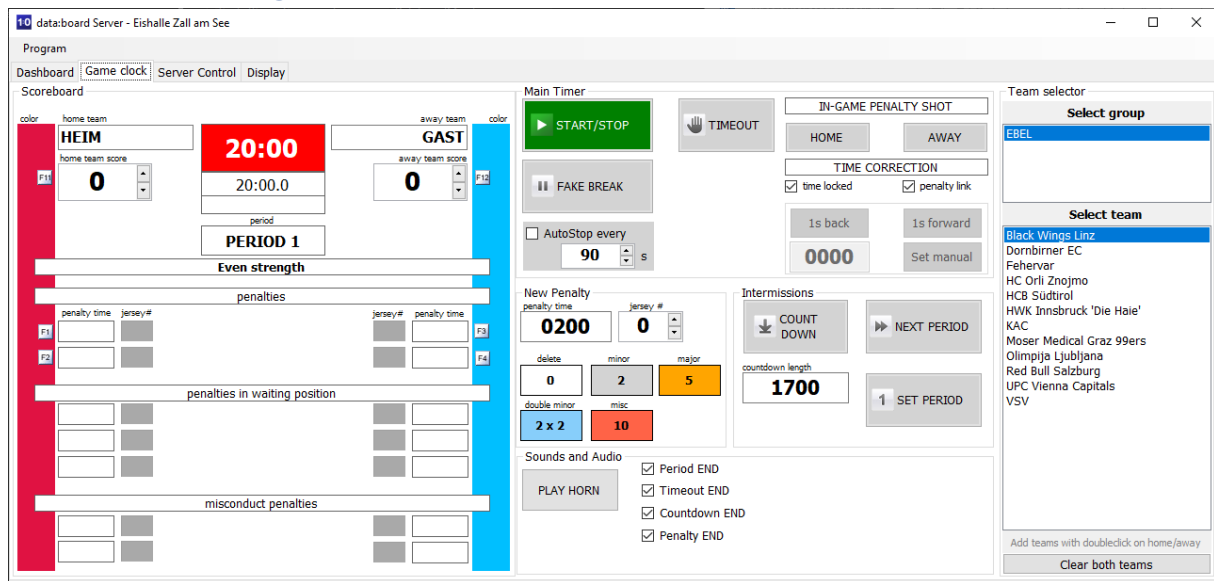 10 data:board Server - Eishalle Zall am See
Program
Dashboard Game clock Server Control Display
Scoreboard
color home team away team color
HEIM GAST
20:00
home team score away team score
F11 0 0 F12
20:00.0
period
PERIOD 1
Even strength
penalties
penalty time jersey# jersey# penalty time
F1 F3
F2 F4
penalties in waiting position
misconduct penalties
Main Timer
START/STOP
TIMEOUT
FAKE BREAK
AutoStop every
90 s
IN-GAME PENALTY SHOT
HOME AWAY
TIME CORRECTION
time locked penalty link
1s back 1s forward
0000 Set manual
New Penalty
penalty time jersey #
0200 0
delete minor major
0 2 5
double minor misc
2 x 2 10
Intermissions
COUNT
DOWN
NEXT PERIOD
countdown length
1700
1 SET PERIOD
Sounds and Audio
PLAY HORN
Period END
Timeout END
Countdown END
Penalty END
Team selector
Select group
EBEL
Select team
Black Wings Linz
Dornbirner EC
Fehervar
HC Orli Znojmo
HCB Südtirol
HWK Innsbruck 'Die Haie'
KAC
Moser Medical Graz 99ers
Olimpija Ljubljana
Red Bull Salzburg
UPC Vienna Capitals
VSV
Add teams with doubleclick on home/away
Clear both teams